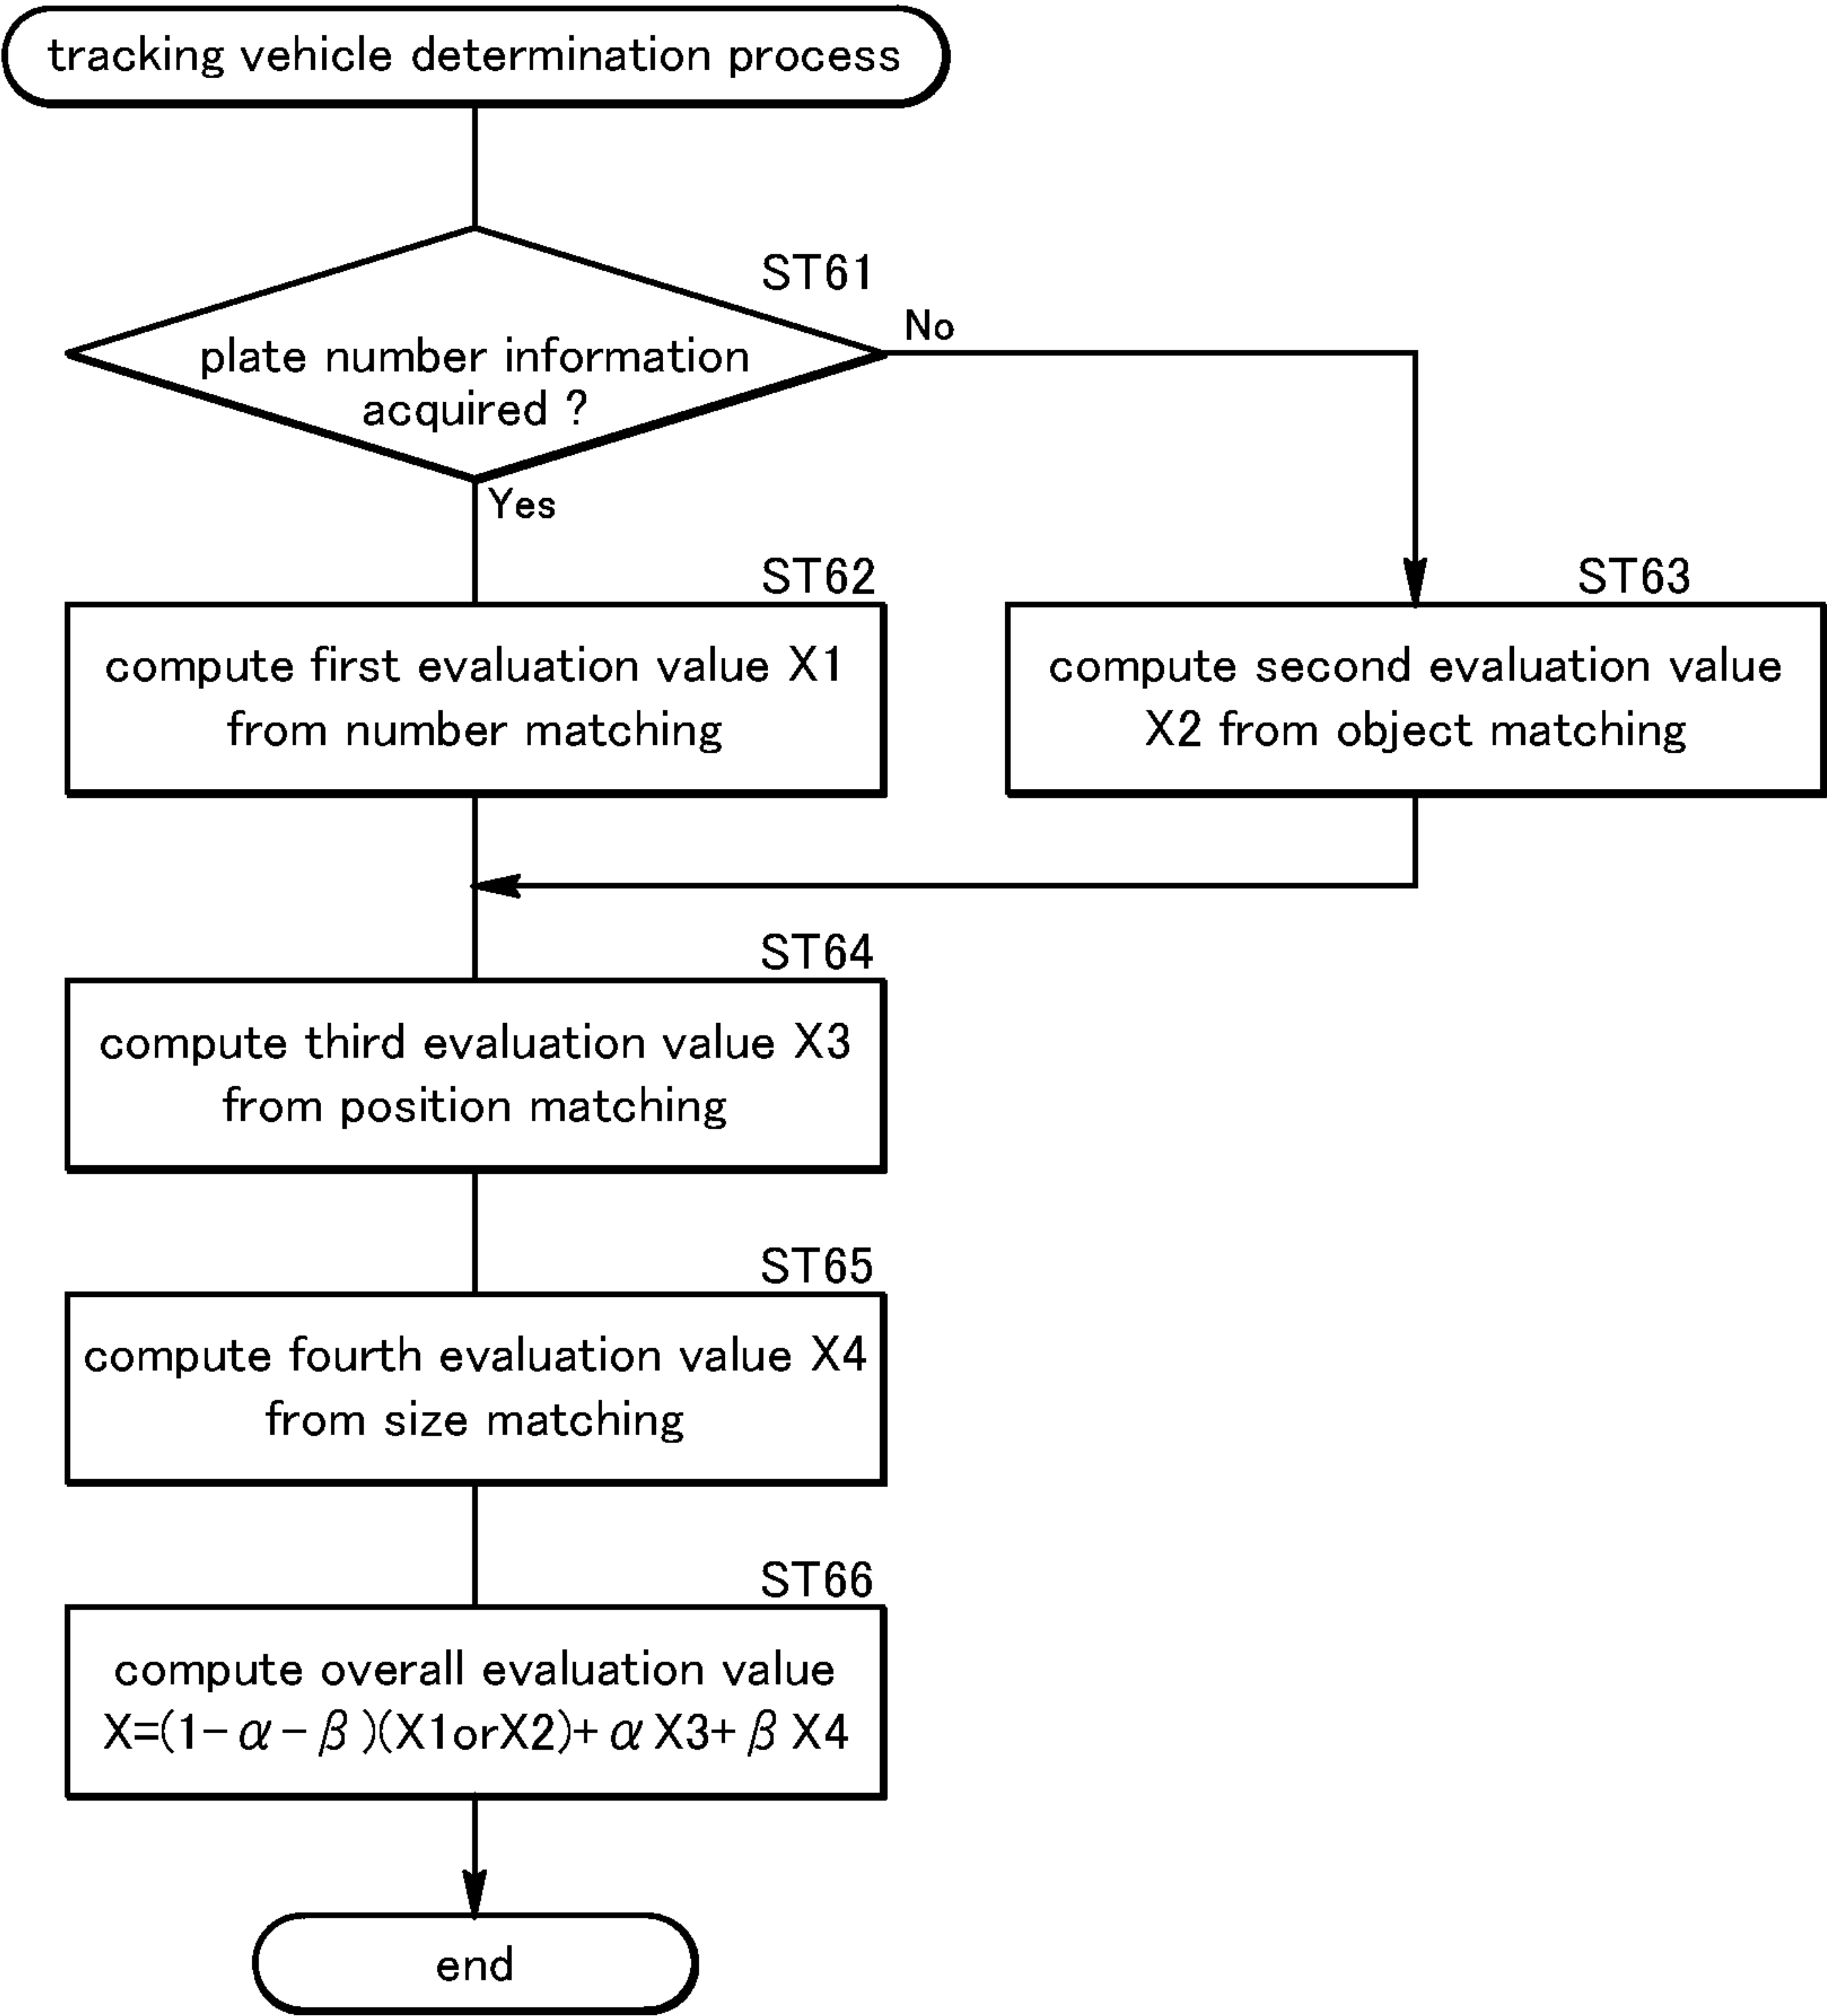 tracking vehicle determination process
ST61
plate number information
acquired ?
No
Yes
ST62
compute first evaluation value X1
from number matching
ST63
compute second evaluation value
X2 from object matching
ST64
compute third evaluation value X3
from position matching
ST65
compute fourth evaluation value X4
from size matching
ST66
compute overall evaluation value
X=(1-α-β)(X1orX2)+αX3+βX4
end